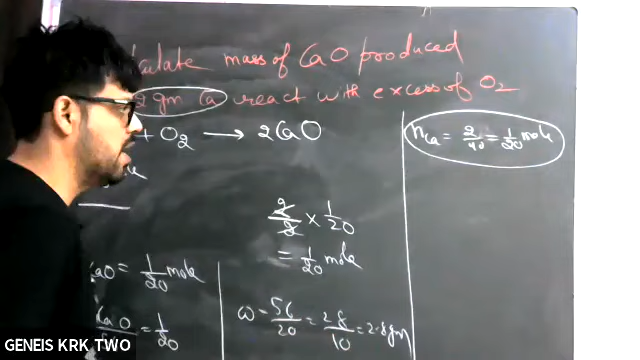 culate mass of CaO produced
2 gm Ca react with excess of O₂
+ O₂ → 2CaO
n_Ca = 2/40 = 1/20 mole
2/2 × 1/20
= 1/20 mole
CaO = 1/20 mole
ω = 56/20 = 28/10 = 2.8 gm
CaO = 1/20
GENEIS KRK TWO